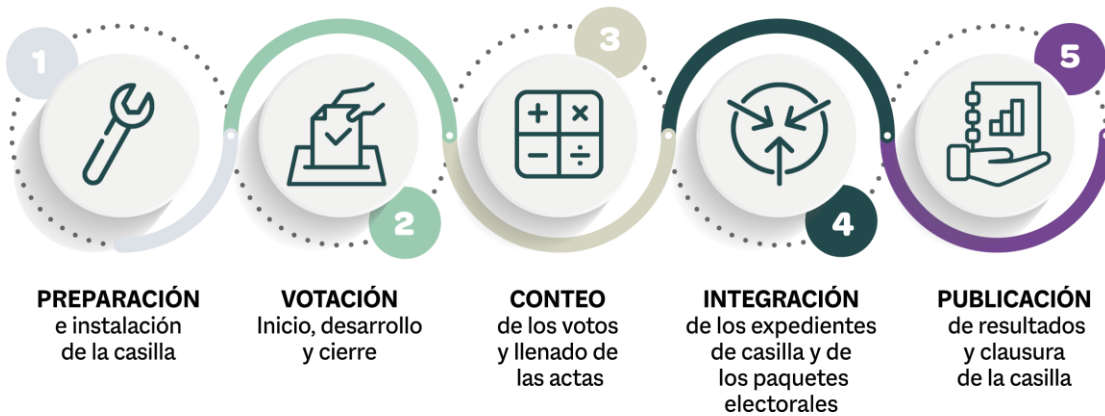 1
PREPARACIÓN
e instalación
de la casilla
2
VOTACIÓN
Inicio, desarrollo
y cierre
3
CONTEO
de los votos
y llenado de
las actas
4
INTEGRACIÓN
de los expedientes
de casilla y de
los paquetes
electorales
5
PUBLICACIÓN
de resultados
y clausura
de la casilla